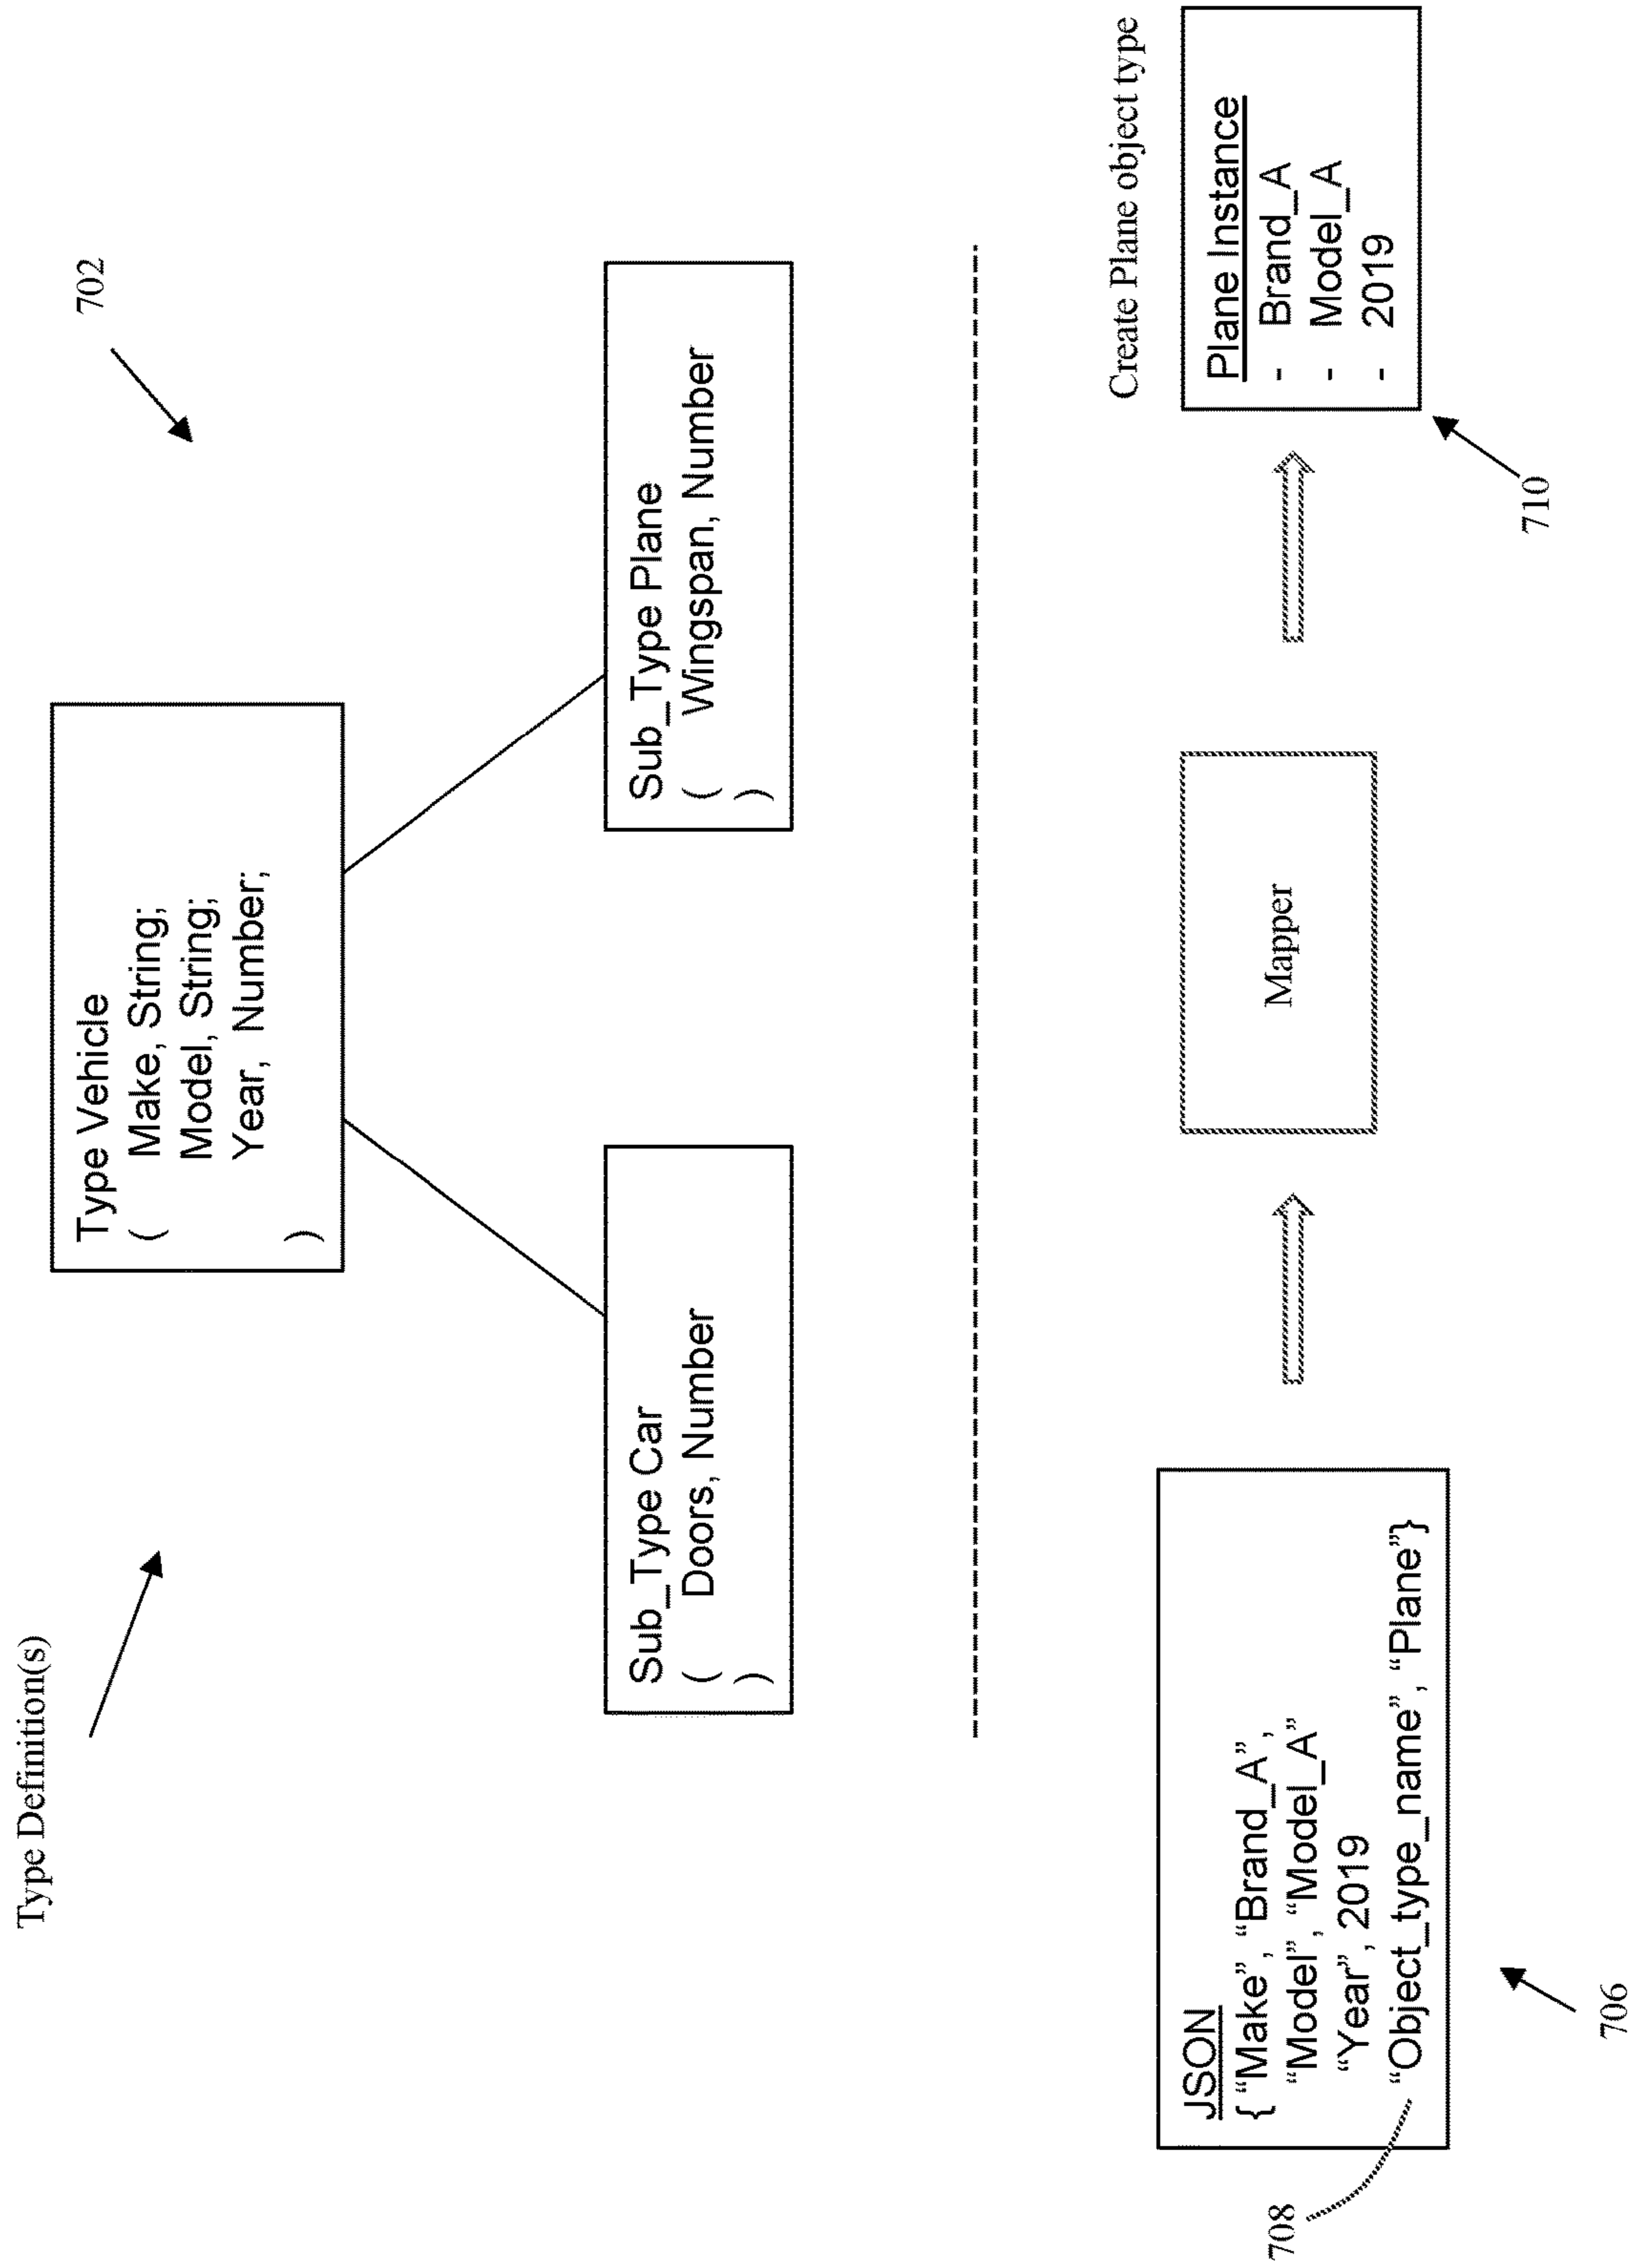 Type Definition(s)
702
Type Vehicle
( Make, String;
Model, String;
Year, Number;
)
Sub_Type Car
( Doors, Number
)
Sub_Type Plane
( Wingspan, Number
)
Create Plane object type
JSON
{ “Make”, “Brand_A”,
“Model”, “Model_A”
“Year”, 2019
“Object_type_name”, “Plane”}
Mapper
Plane Instance
- Brand_A
- Model_A
- 2019
708
706
710